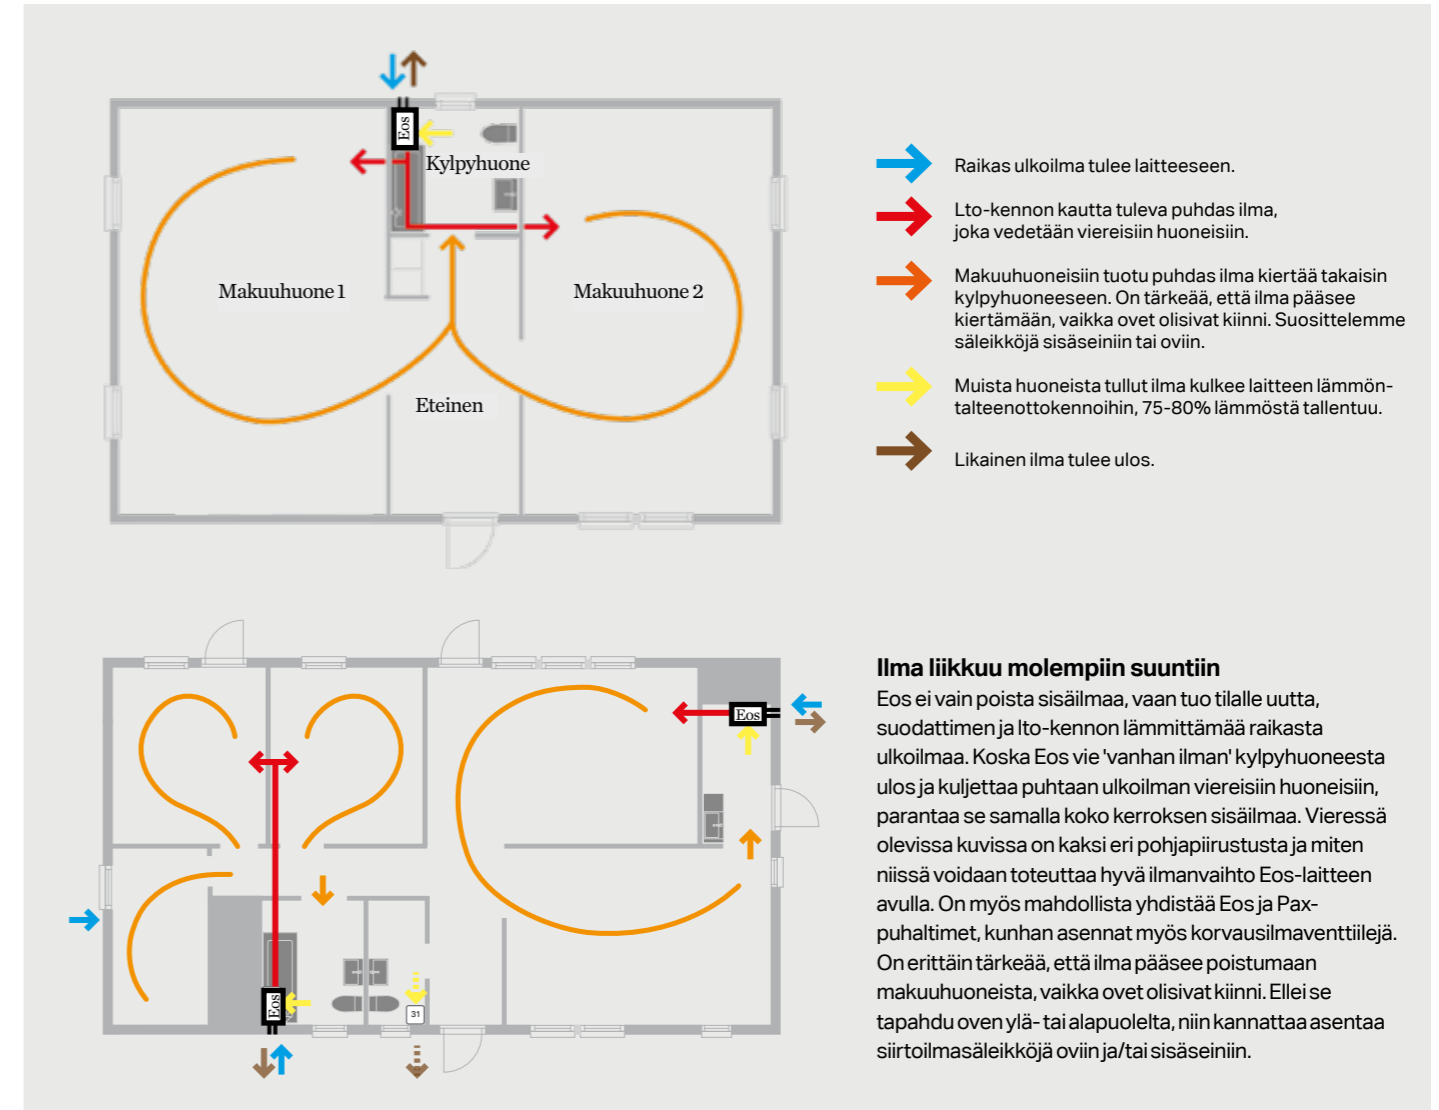 Eos
Kylpyhuone
Makuuhuone 1
Makuuhuone 2
Eteinen
Raikas ulkoilma tulee laitteeseen.
Lto-kennon kautta tuleva puhdas ilma,
joka vedetään viereisiin huoneisiin.
Makuuhuoneisiin tuotu puhdas ilma kiertää takaisin
kylpyhuoneeseen. On tärkeää, että ilma pääsee
kiertämään, vaikka ovet olisivat kiinni. Suosittelemme
säleikköjä sisäseiniin tai oviin.
Muista huoneista tullut ilma kulkee laitteen lämmön-
talteenottokennoihin, 75-80% lämmöstä tallentuu.
Likainen ilma tulee ulos.
Eos
Eos
31
Ilma liikkuu molempiin suuntiin
Eos ei vain poista sisäilmaa, vaan tuo tilalle uutta,
suodattimen ja lto-kennon lämmittämää raikasta
ulkoilmaa. Koska Eos vie 'vanhan ilman' kylpyhuoneesta
ulos ja kuljettaa puhtaan ulkoilman viereisiin huoneisiin,
parantaa se samalla koko kerroksen sisäilmaa. Vieressä
olevissa kuvissa on kaksi eri pohjapiirustusta ja miten
niissä voidaan toteuttaa hyvä ilmanvaihto Eos-laitteen
avulla. On myös mahdollista yhdistää Eos ja Pax-
puhaltimet, kunhan asennat myös korvausilmaventtiilejä.
On erittäin tärkeää, että ilma pääsee poistumaan
makuuhuoneista, vaikka ovet olisivat kiinni. Ellei se
tapahdu oven ylä- tai alapuolelta, niin kannattaa asentaa
siirtoilmasäleikköjä oviin ja/tai sisäseiniin.